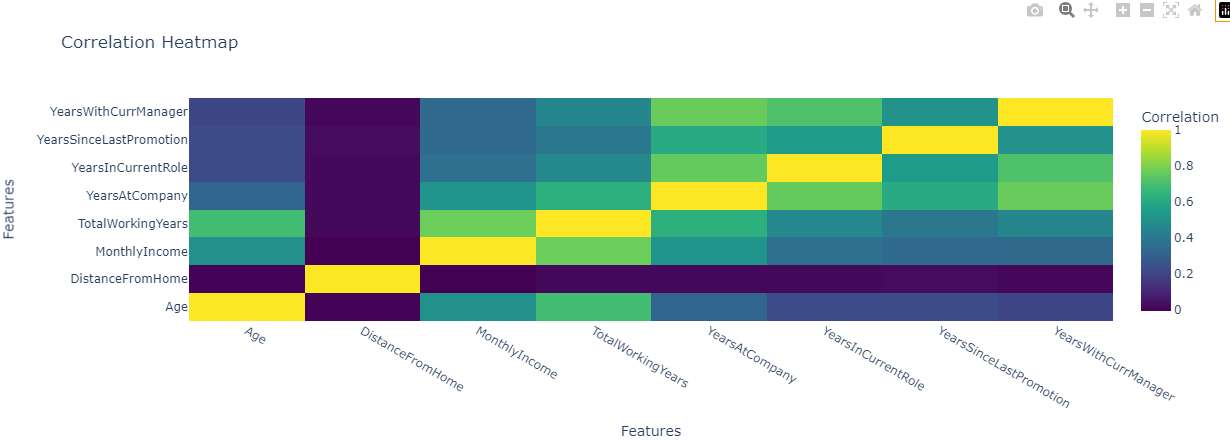 Correlation Heatmap
YearsWithCurrManager
YearsSinceLastPromotion
YearsInCurrentRole
YearsAtCompany
TotalWorkingYears
MonthlyIncome
DistanceFromHome
Age
Features
Age
DistanceFromHome
MonthlyIncome
TotalWorkingYears
YearsAtCompany
YearsInCurrentRole
YearsSinceLastPromotion
YearsWithCurrManager
Features
Correlation
1
0.8
0.6
0.4
0.2
0